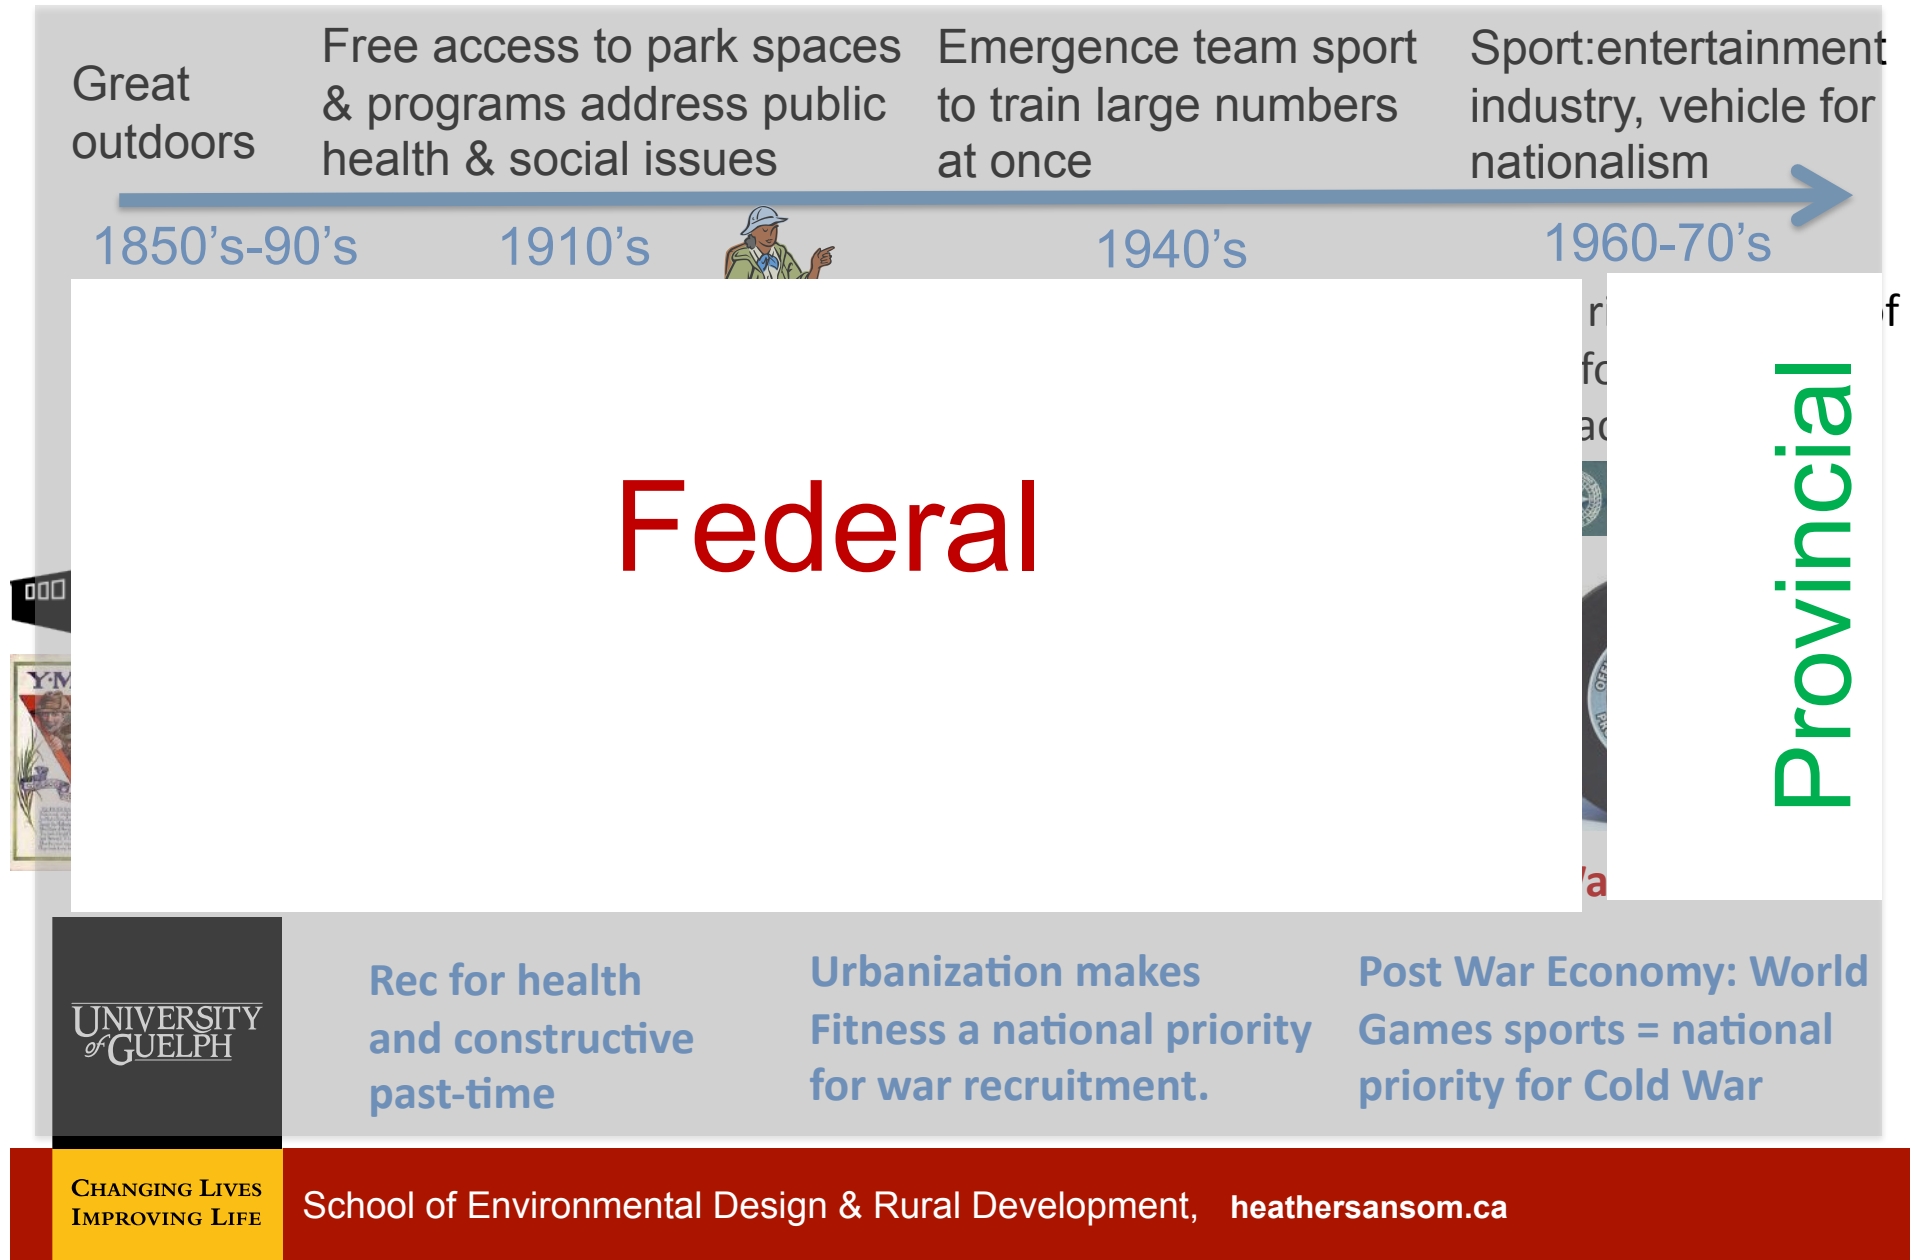 Great
outdoors
Free access to park spaces
& programs address public
health & social issues
Emergence team sport
to train large numbers
at once
Sport:entertainment
industry, vehicle for
nationalism
1850's-90's
1910's
1940's
1960-70's
Federal
Provincial
Y·M
Rec for health
and constructive
past-time
Urbanization makes
Fitness a national priority
for war recruitment.
Post War Economy: World
Games sports = national
priority for Cold War
UNIVERSITY
of GUELPH
CHANGING LIVES
IMPROVING LIFE
School of Environmental Design & Rural Development, heathersansom.ca